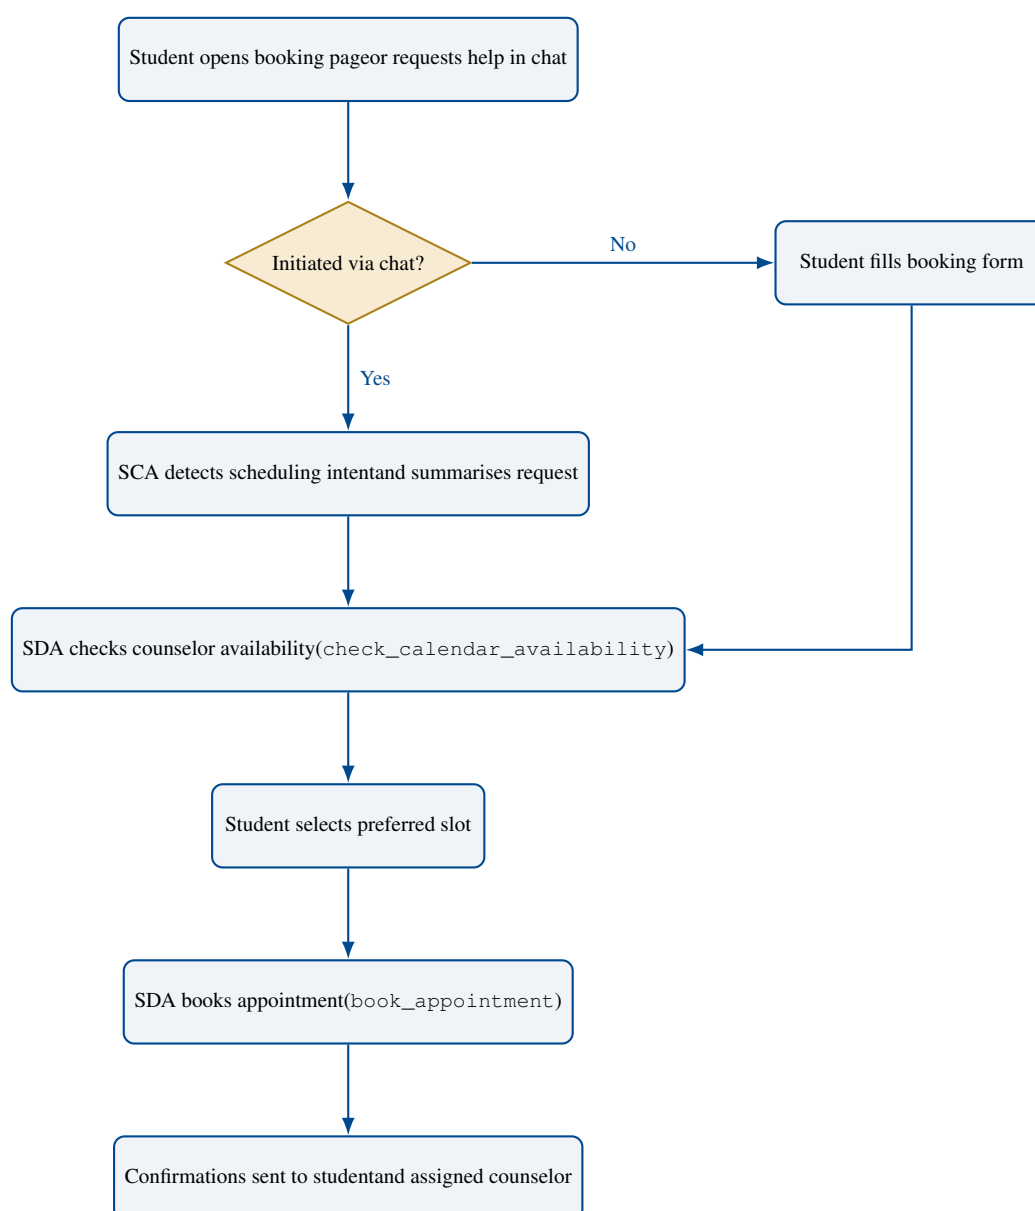 Student opens booking pageor requests help in chat
Initiated via chat?
No
Student fills booking form
Yes
SCA detects scheduling intentand summarises request
SDA checks counselor availability(check_calendar_availability)
Student selects preferred slot
SDA books appointment(book_appointment)
Confirmations sent to studentand assigned counselor